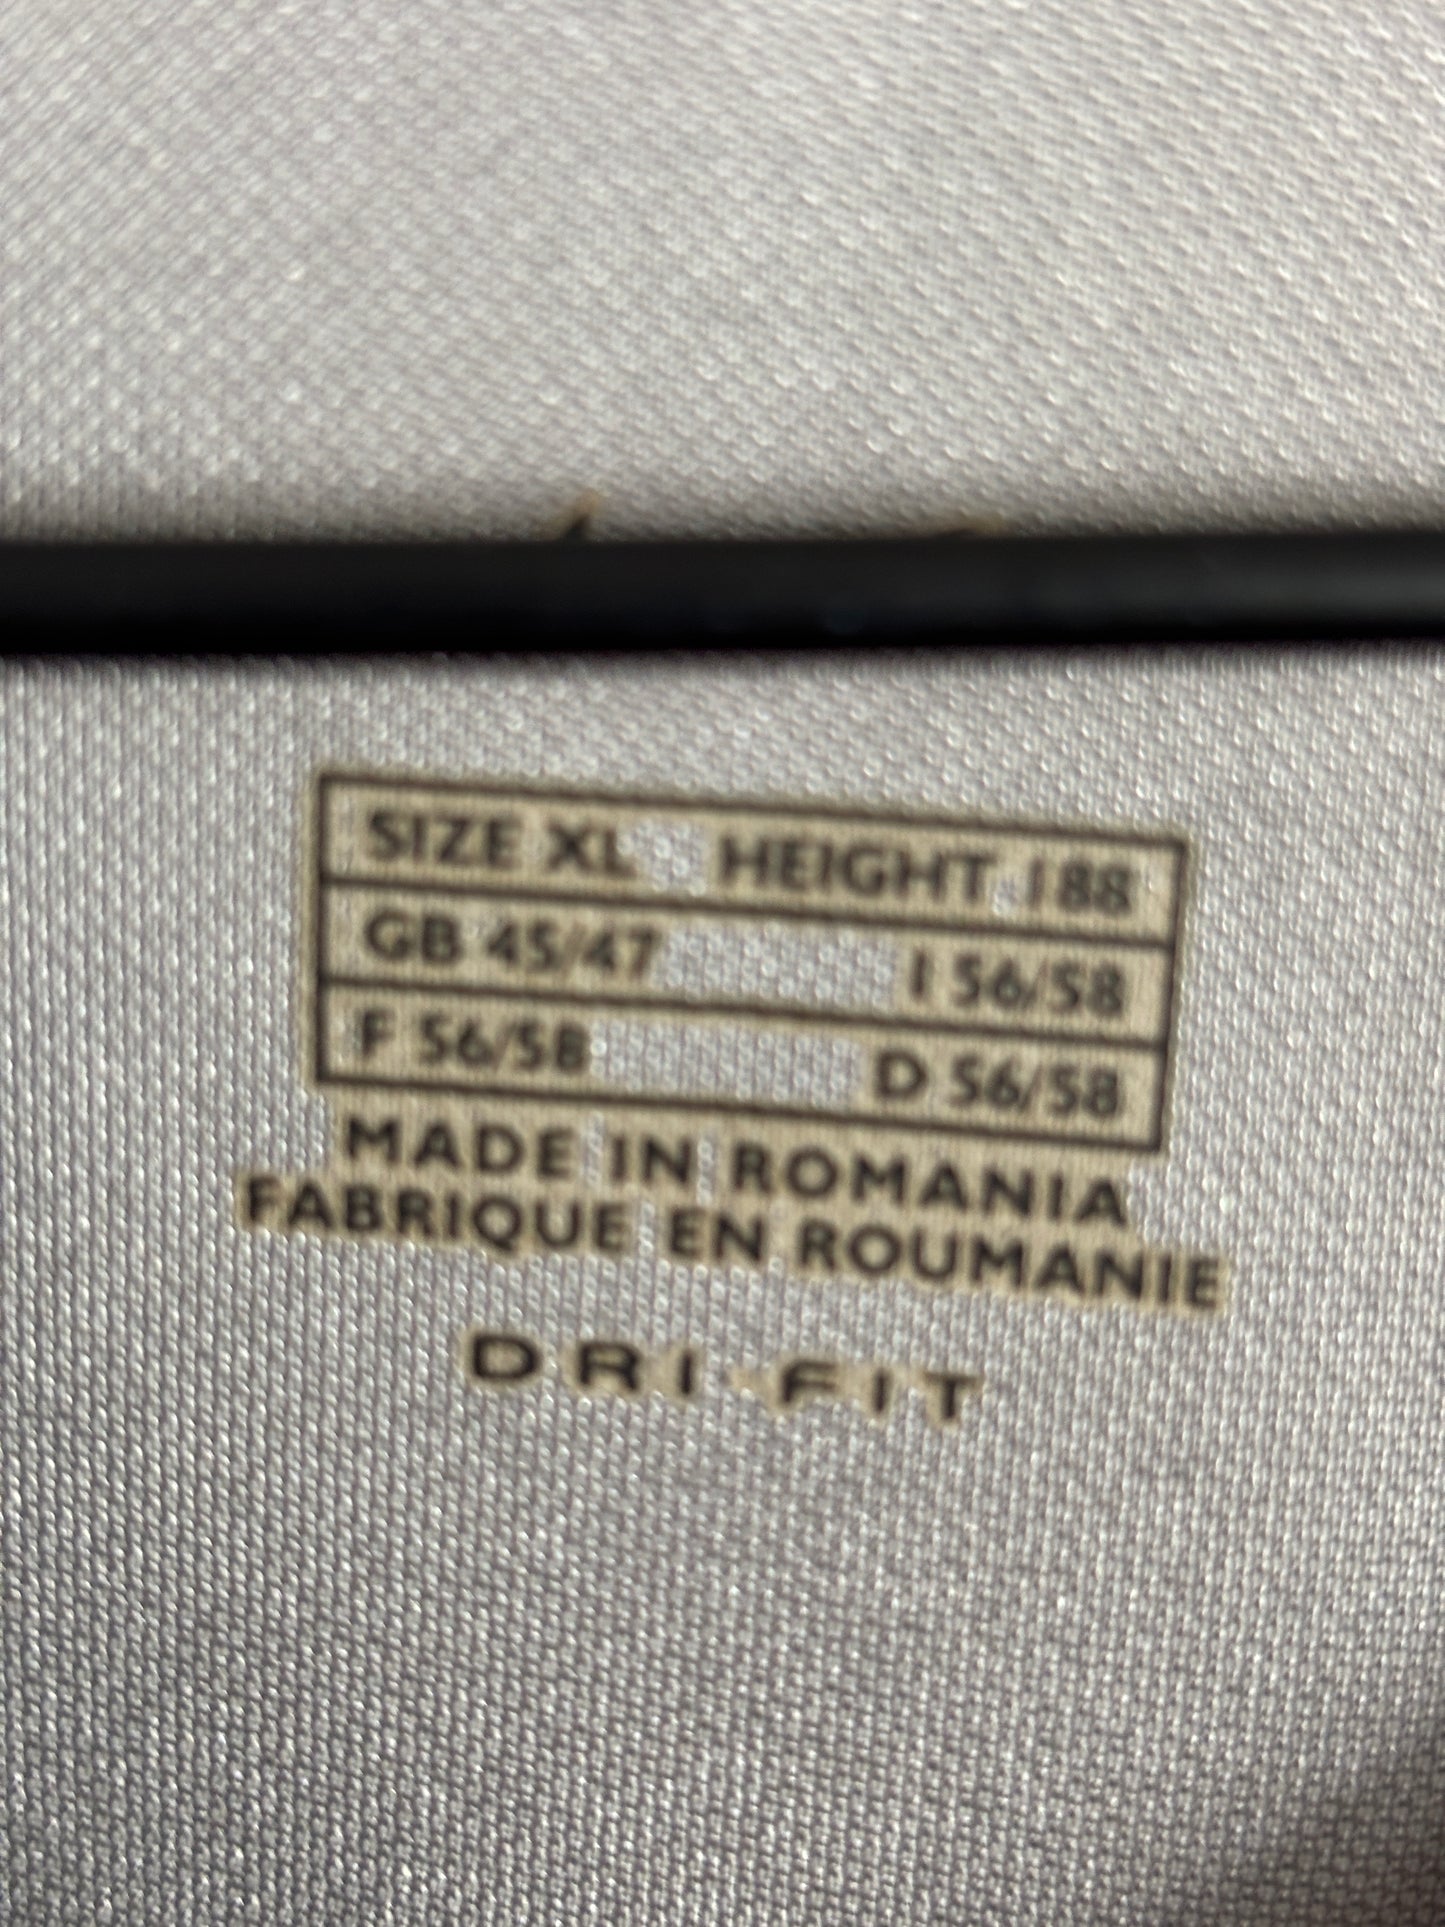 SIZE XL HEIGHT 188
GB 45/47 I 56/58
F 56/58 D 56/58
MADE IN ROMANIA
FABRIQUE EN ROUMANIE
DRI-FIT